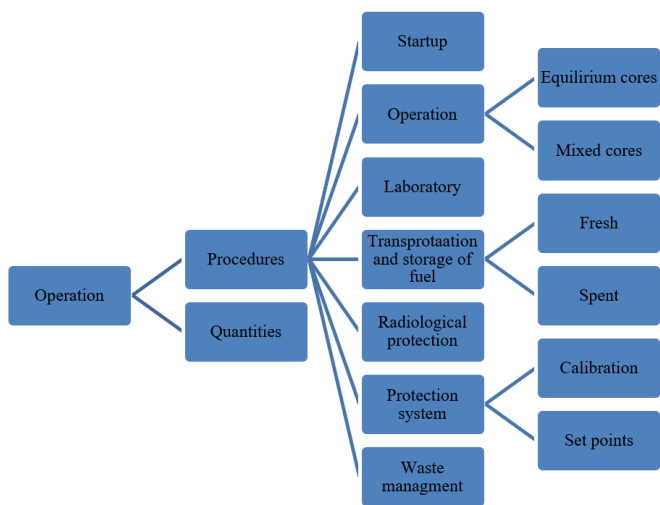 Operation
Procedures
Quantities
Startup
Operation
Laboratory
Transprotaation
and storage of
fuel
Radiological
protection
Protection
system
Waste
managment
Equilirium cores
Mixed cores
Fresh
Spent
Calibration
Set points